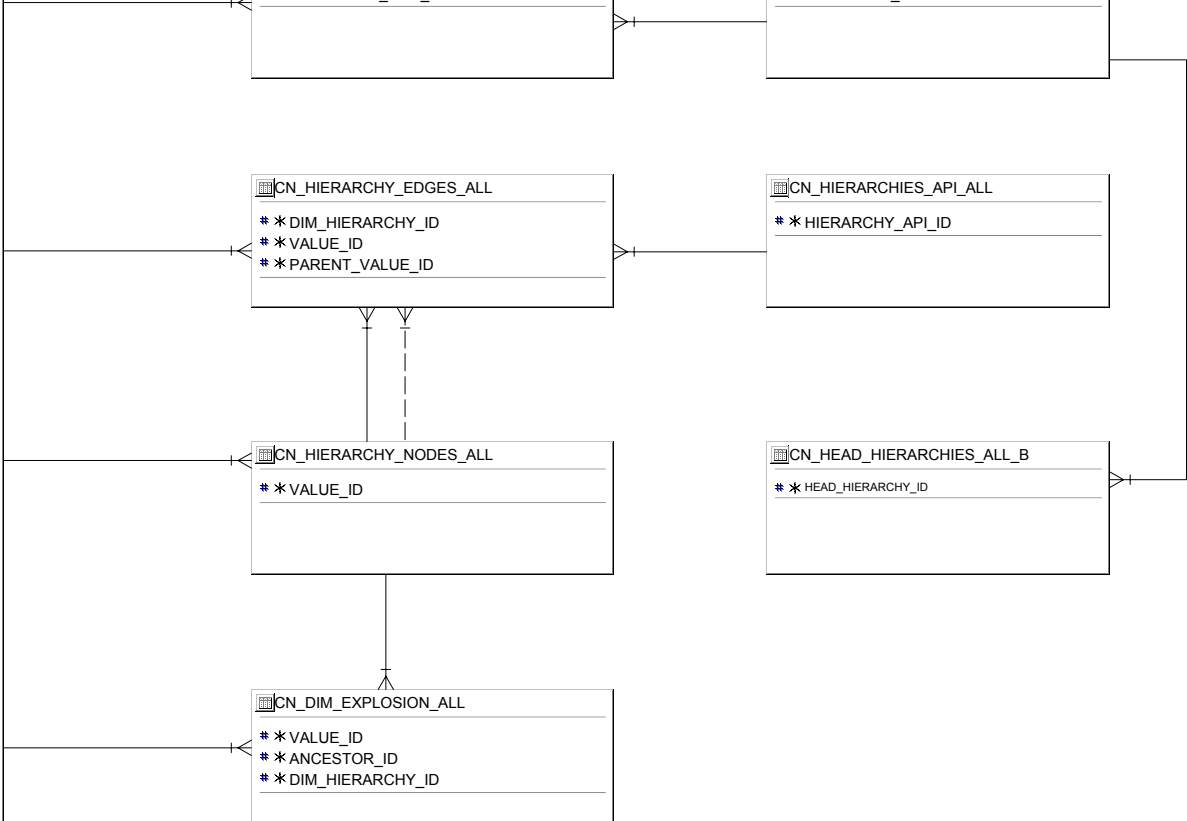 CN_HIERARCHY_EDGES_ALL
# * DIM_HIERARCHY_ID
# * VALUE_ID
# * PARENT_VALUE_ID
CN_HIERARCHIES_API_ALL
# * HIERARCHY_API_ID
CN_HIERARCHY_NODES_ALL
# * VALUE_ID
CN_HEAD_HIERARCHIES_ALL_B
# * HEAD_HIERARCHY_ID
CN_DIM_EXPLOSION_ALL
# * VALUE_ID
# * ANCESTOR_ID
# * DIM_HIERARCHY_ID